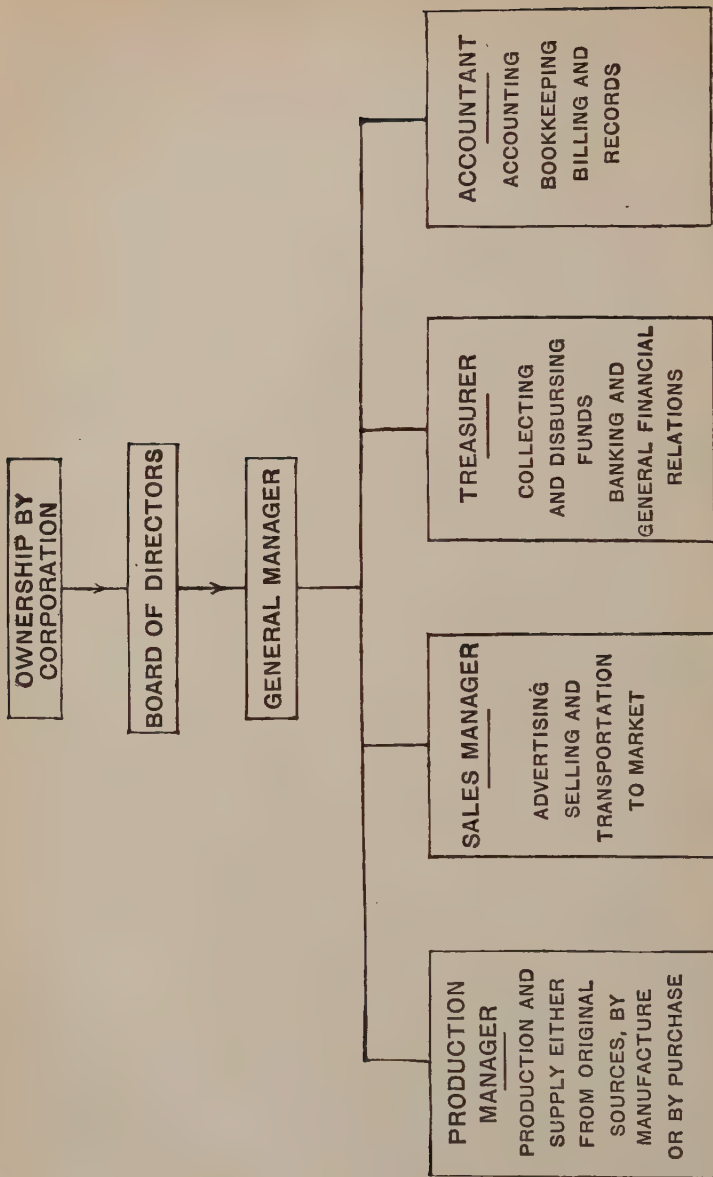 OWNERSHIP BY
CORPORATION
BOARD OF DIRECTORS
GENERAL MANAGER
PRODUCTION
MANAGER
PRODUCTION AND
SUPPLY EITHER
FROM ORIGINAL
SOURCES, BY
MANUFACTURE
OR BY PURCHASE
SALES MANAGER
ADVERTISING
SELLING AND
TRANSPORTATION
TO MARKET
TREASURER
COLLECTING
AND DISBURSING
FUNDS
BANKING AND
GENERAL FINANCIAL
RELATIONS
ACCOUNTANT
ACCOUNTING
BOOKKEEPING
BILLING AND
RECORDS